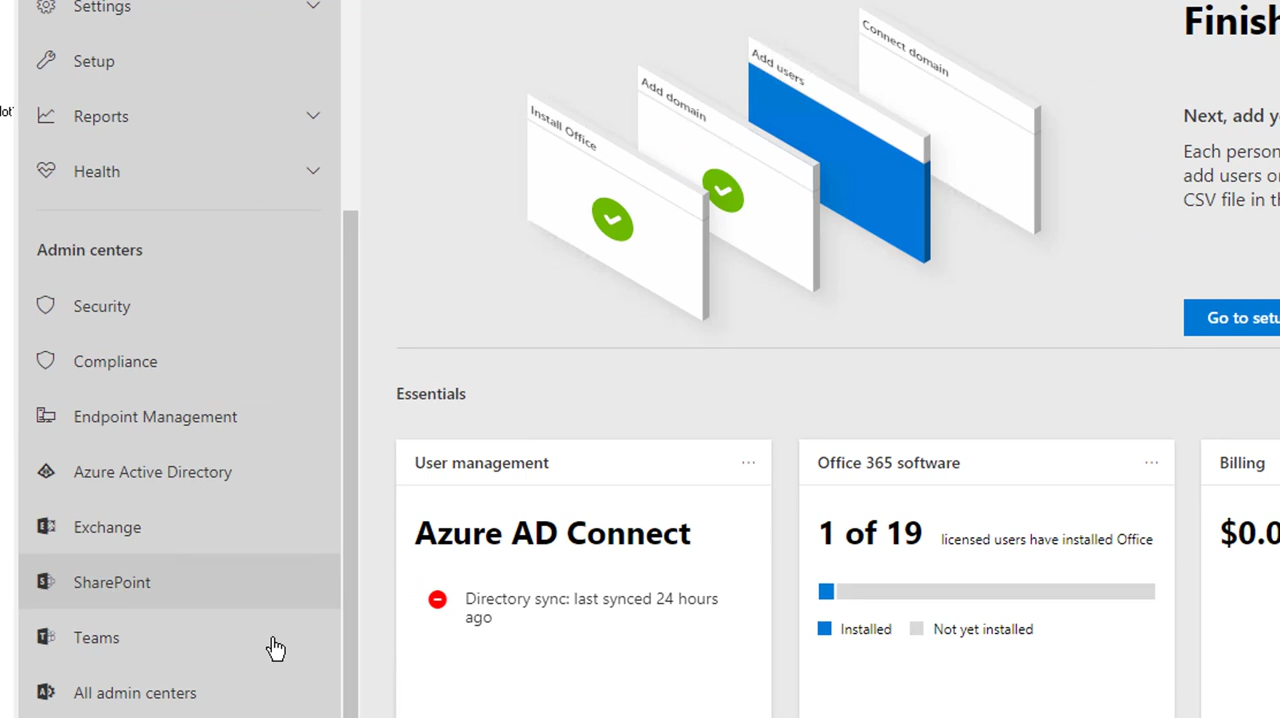 Settings
Setup
Reports
Health
Admin centers
Security
Compliance
Endpoint Management
Azure Active Directory
Exchange
SharePoint
Teams
All admin centers
Install Office
Add domain
Add users
Connect domain
Finish
Next, add y
Each person
add users o
CSV file in th
Go to setu
Essentials
User management
Azure AD Connect
Directory sync: last synced 24 hours
ago
Office 365 software
1 of 19 licensed users have installed Office
Installed Not yet installed
Billing
$0.0